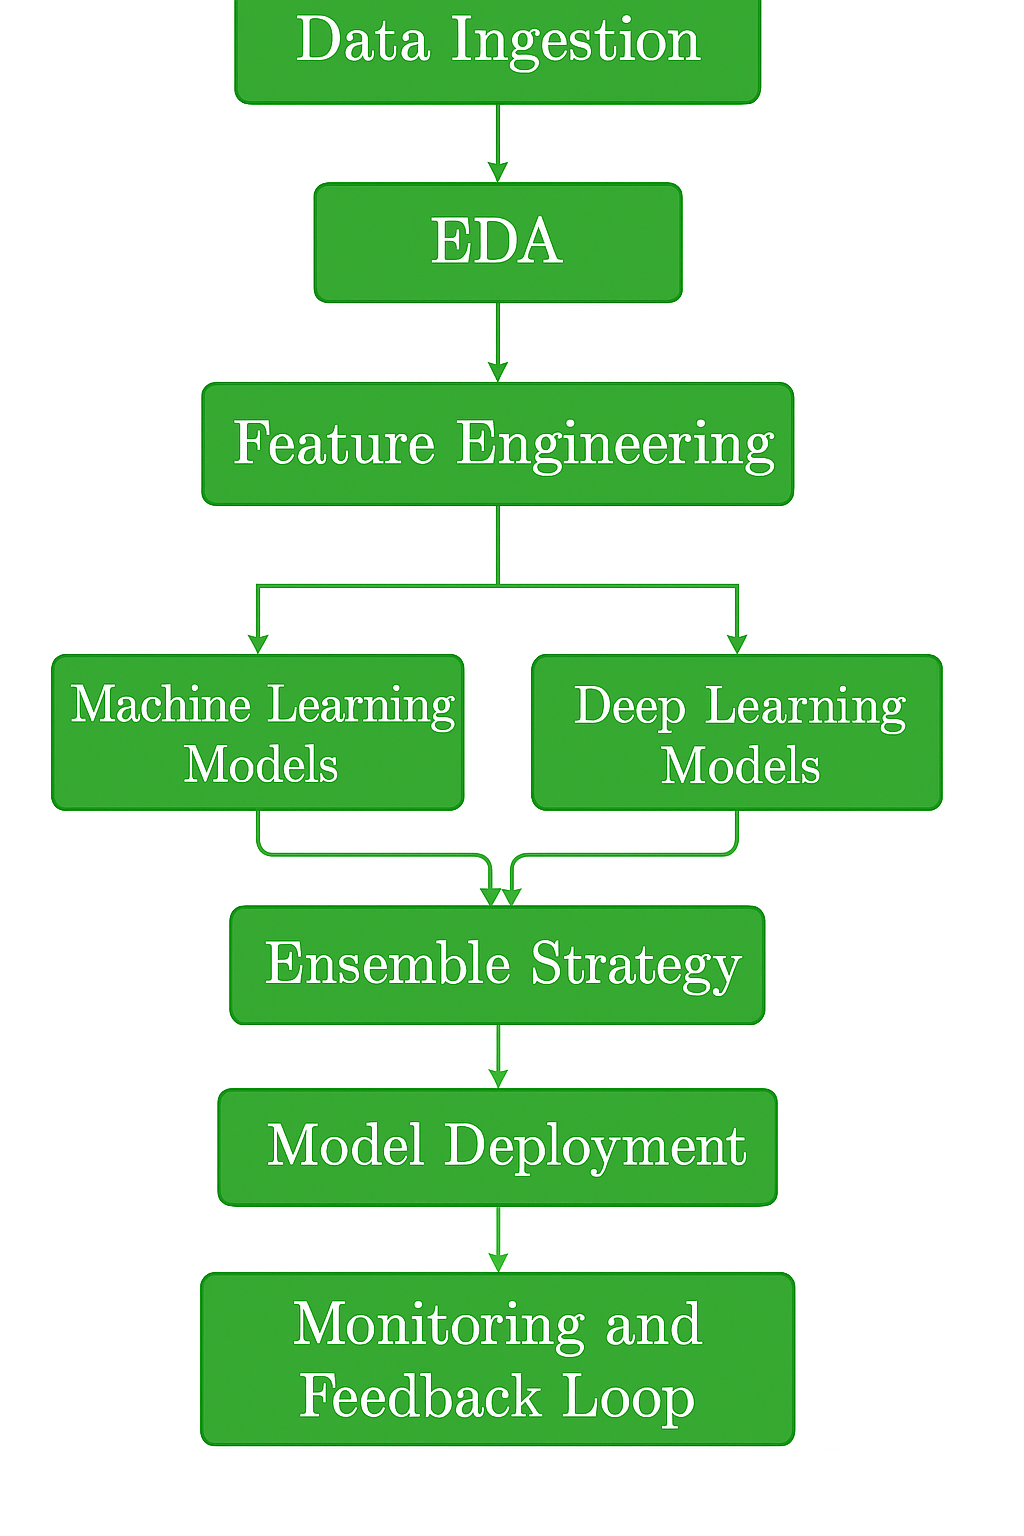 Data Ingestion
EDA
Feature Engineering
Machine Learning
Models
Deep Learning
Models
Ensemble Strategy
Model Deployment
Monitoring and
Feedback Loop